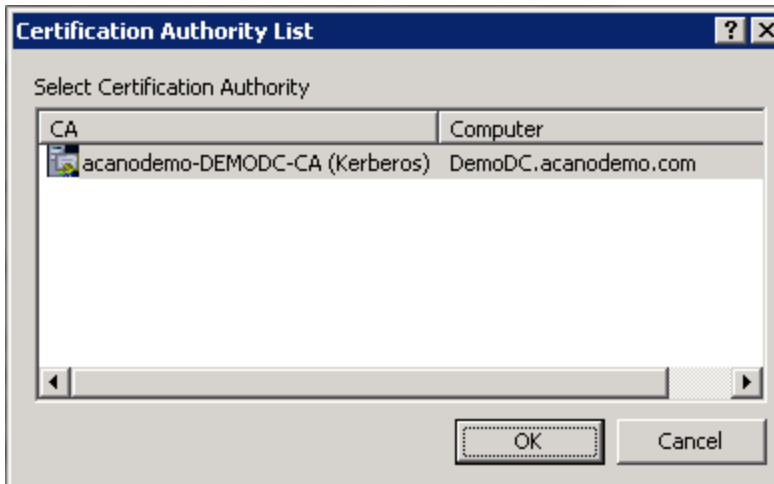 Certification Authority List
Select Certification Authority
CA Computer
acanodemo-DEMODC-CA (Kerberos) DemoDC.acanodemo.com
OK Cancel